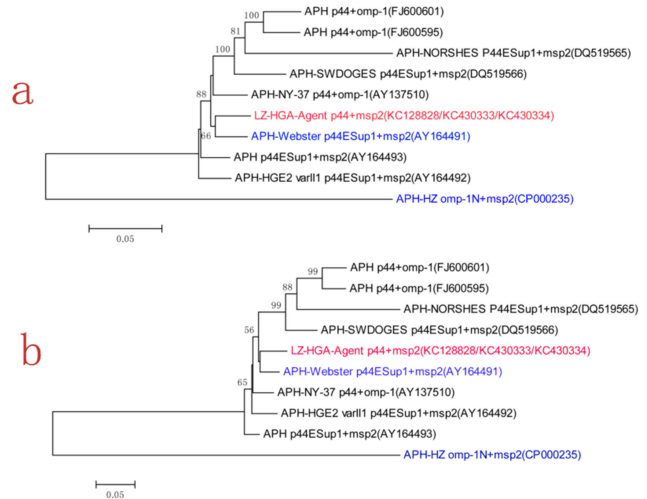 100
APH p44+omp-1(FJ600601)
81
APH p44+omp-1(FJ600595)
100
APH-NORSHES P44ESup1+msp2(DQ519565)
APH-SWDOGES p44ESup1+msp2(DQ519566)
a
88
APH-NY-37 p44+omp-1(AY137510)
LZ-HGA-Agent p44+msp2(KC128828/KC430333/KC430334)
66
APH-Webster p44ESup1+msp2(AY164491)
APH p44ESup1+msp2(AY164493)
APH-HGE2 varII1 p44ESup1+msp2(AY164492)
APH-HZ omp-1N+msp2(CP000235)
0.05
99
APH p44+omp-1(FJ600601)
88
APH p44+omp-1(FJ600595)
99
APH-NORSHES P44ESup1+msp2(DQ519565)
APH-SWDOGES p44ESup1+msp2(DQ519566)
b
56
LZ-HGA-Agent p44+msp2(KC128828/KC430333/KC430334)
APH-Webster p44ESup1+msp2(AY164491)
65
APH-NY-37 p44+omp-1(AY137510)
APH-HGE2 varII1 p44ESup1+msp2(AY164492)
APH p44ESup1+msp2(AY164493)
APH-HZ omp-1N+msp2(CP000235)
0.05